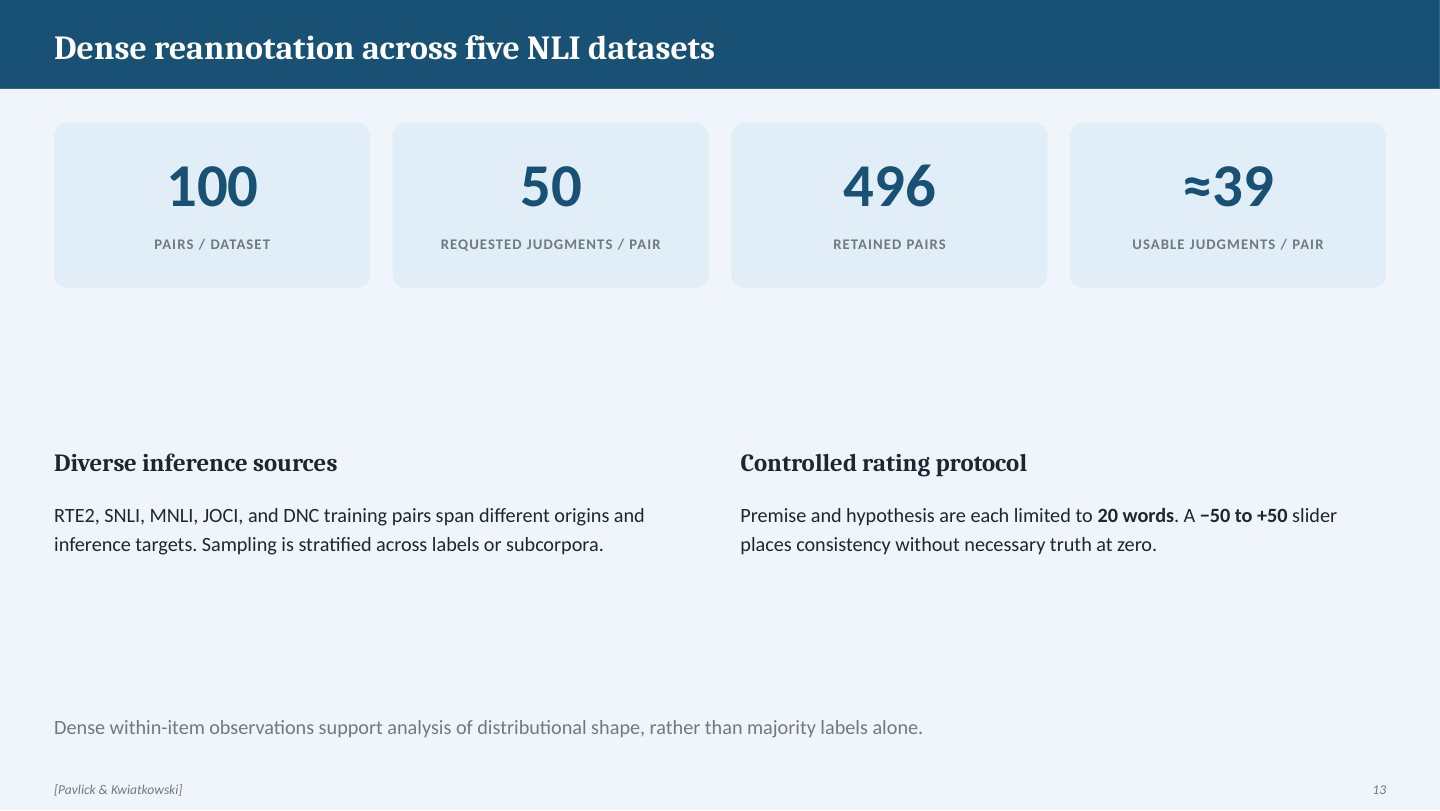 Dense reannotation across five NLI datasets
100
PAIRS / DATASET
50
REQUESTED JUDGMENTS / PAIR
496
RETAINED PAIRS
≈39
USABLE JUDGMENTS / PAIR
Diverse inference sources
RTE2, SNLI, MNLI, JOCI, and DNC training pairs span different origins and
inference targets. Sampling is stratified across labels or subcorpora.
Controlled rating protocol
Premise and hypothesis are each limited to 20 words. A −50 to +50 slider
places consistency without necessary truth at zero.
Dense within-item observations support analysis of distributional shape, rather than majority labels alone.
[Pavlick & Kwiatkowski]
13